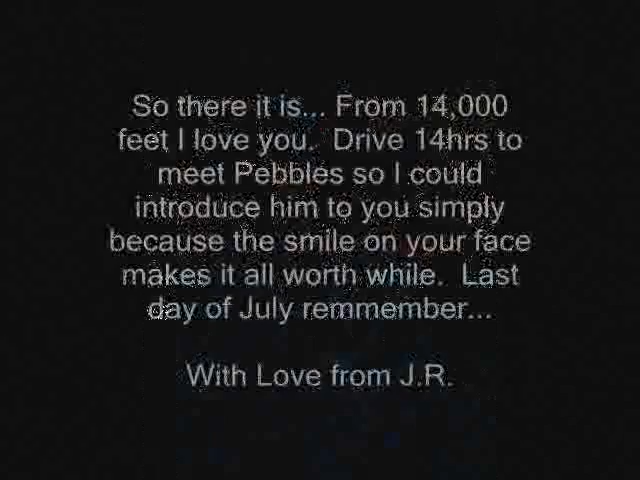 So there it is... From 14,000
feet I love you.  Drive 14hrs to
meet Pebbles so I could
introduce him to you simply
because the smile on your face
makes it all worth while.  Last
day of July remmember...
With Love from J.R.